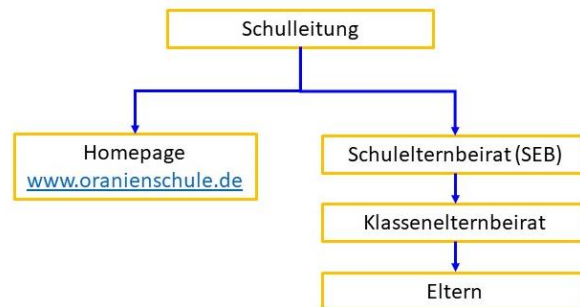 Schulleitung
Homepage
www.oranienschule.de
Schulelternbeirat (SEB)
Klassenelternbeirat
Eltern